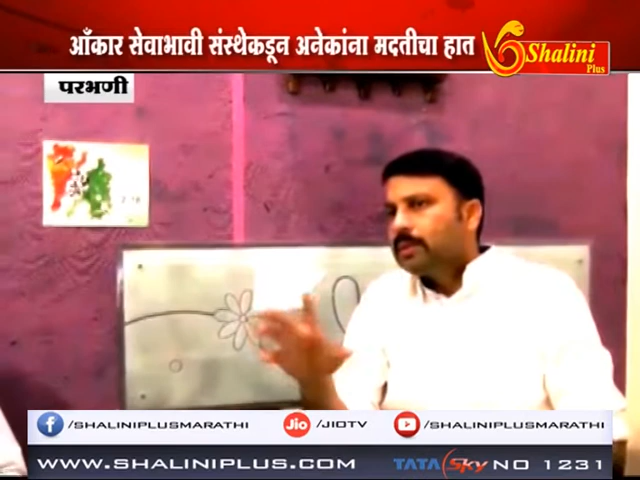 ओंकार सेवाभावी संस्थेकडून अनेकांना मदतीचा हात
Shalini
Plus
परभणी
/SHALINIPLUSMARATHI
Jio /JIOTV
/SHALINIPLUSMARATHI
WWW.SHALINIPLUS.COM
TATA Sky NO 1231